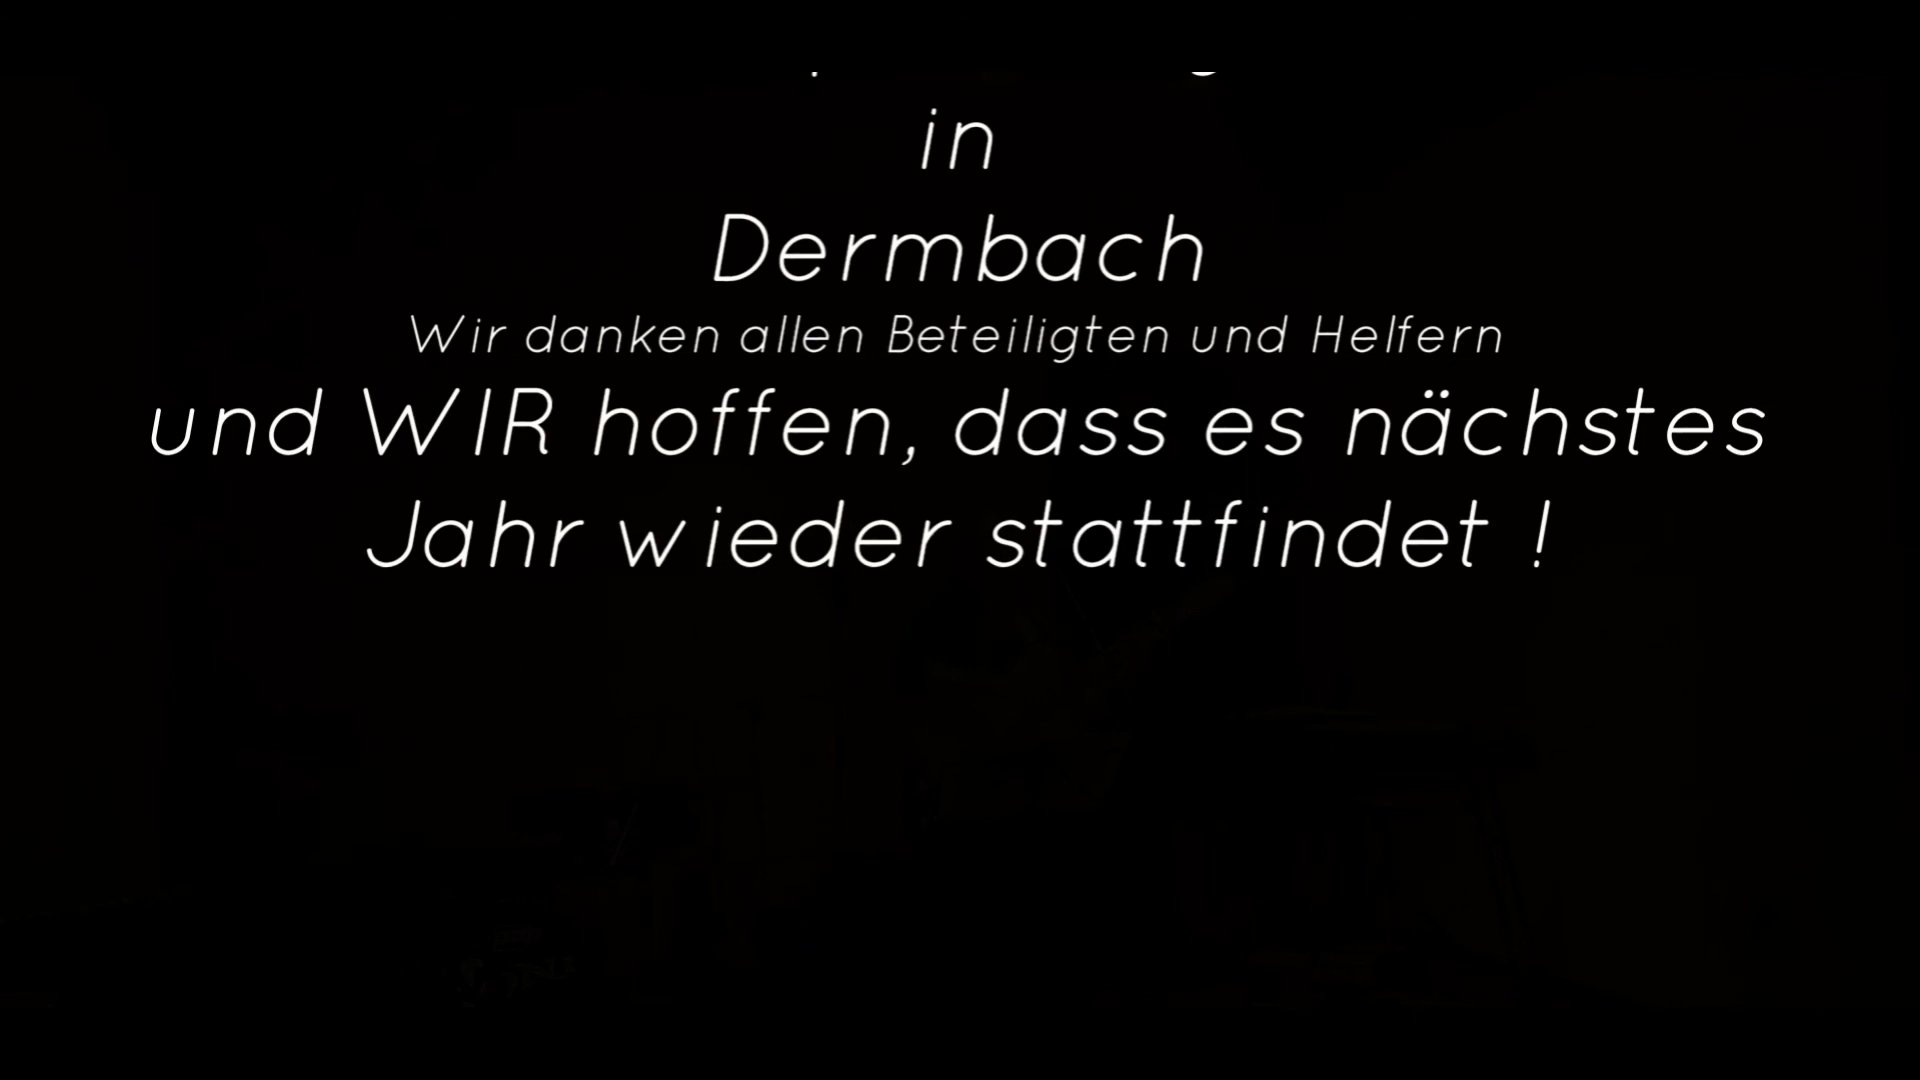 in
Dermbach
Wir danken allen Beteiligten und Helfern
und WIR hoffen, dass es nächstes
Jahr wieder stattfindet !